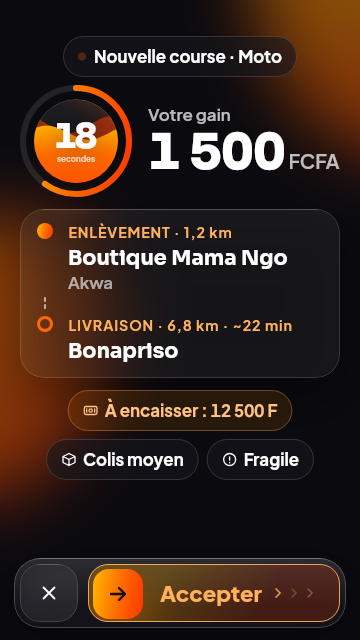 Nouvelle course · Moto
18
secondes
Votre gain
1 500 FCFA
ENLÈVEMENT · 1,2 km
Boutique Mama Ngo
Akwa
LIVRAISON · 6,8 km · ~22 min
Bonapriso
À encaisser : 12 500 F
Colis moyen
Fragile
Accepter